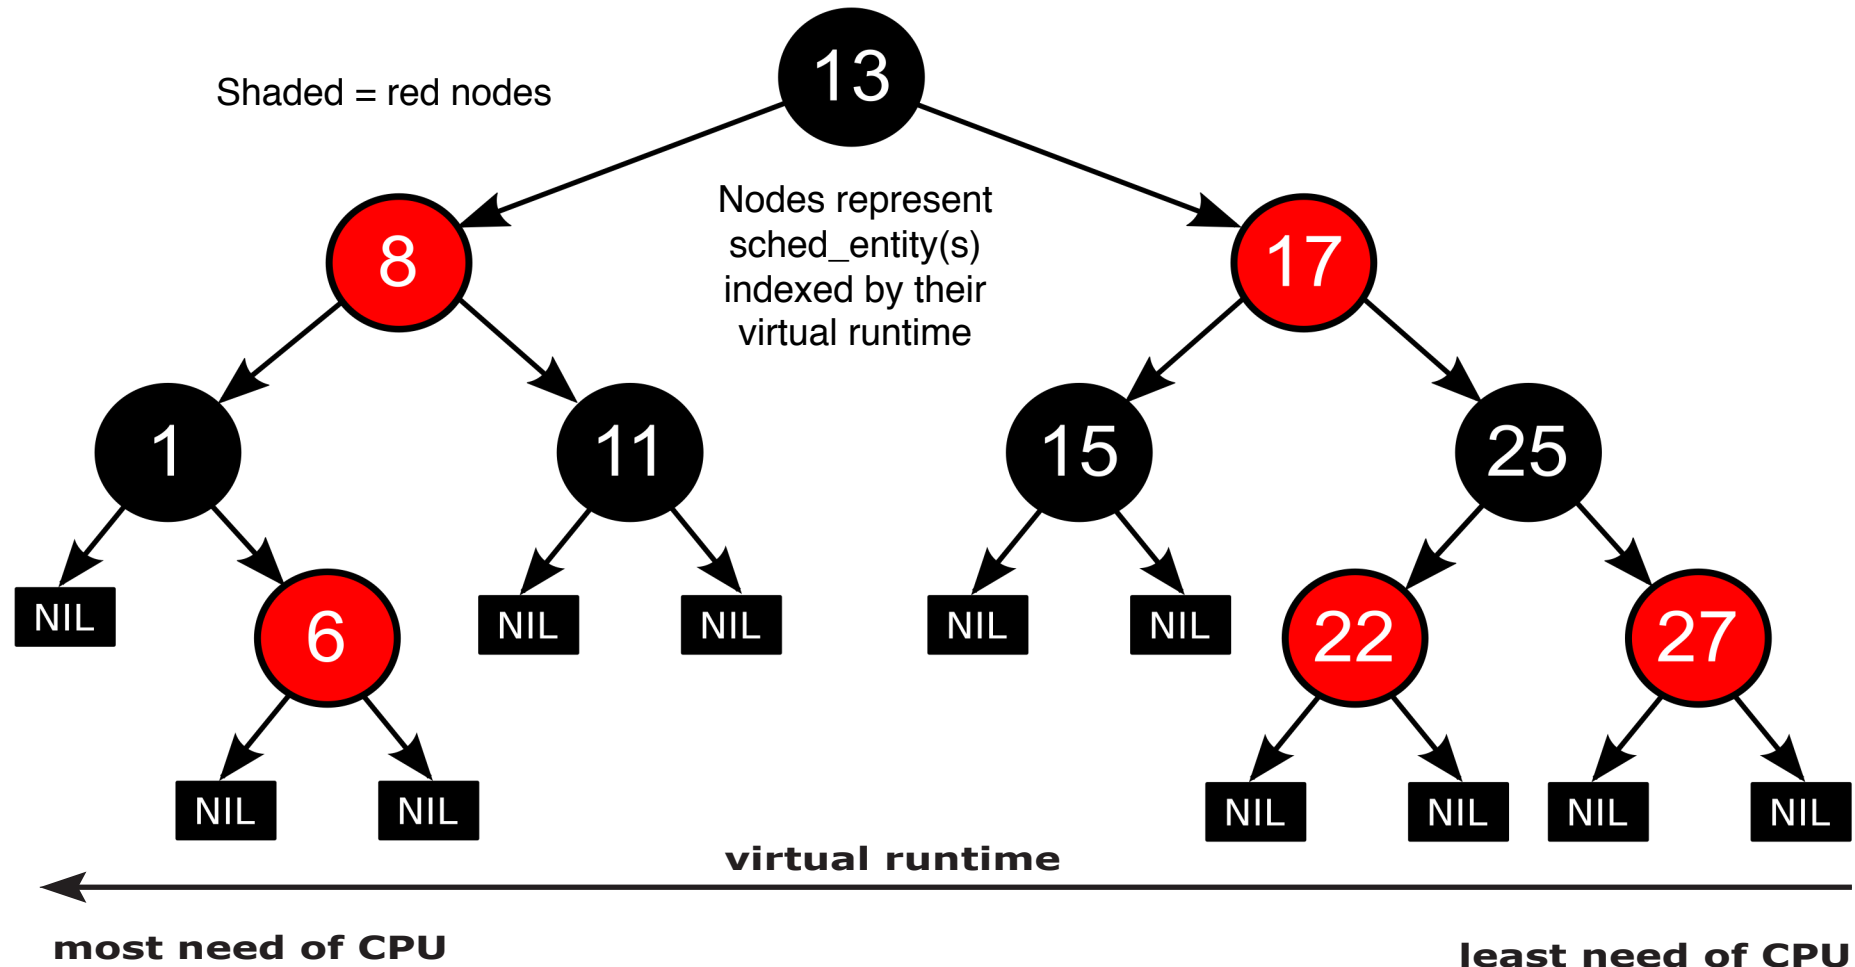 13
Shaded = red nodes
Nodes represent
sched_entity(s)
indexed by their
virtual runtime
8
17
1
11
15
25
NIL
6
NIL
NIL
NIL
NIL
22
27
NIL
NIL
NIL
NIL
NIL
NIL
virtual runtime
most need of CPU
least need of CPU